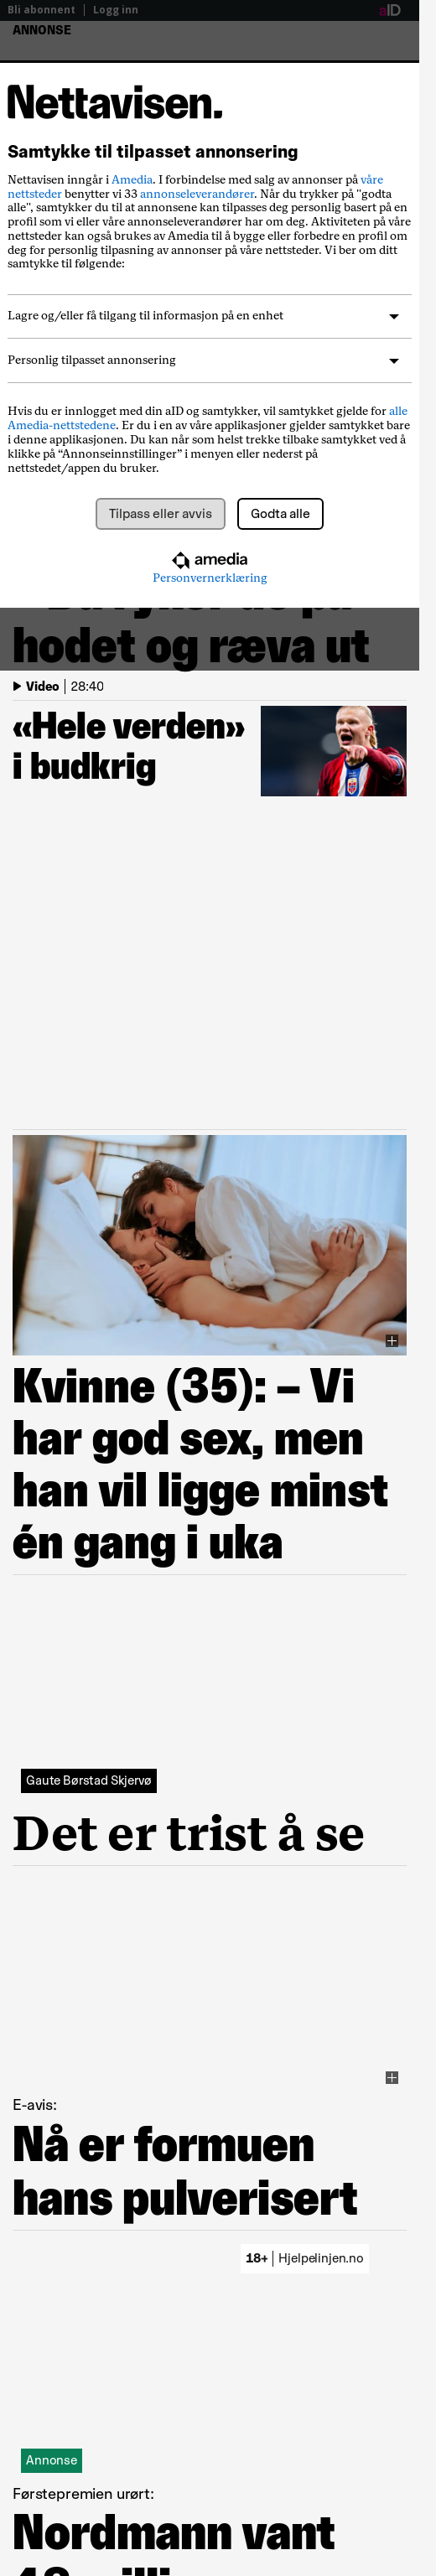 Bli abonnent | Logg inn
aID
ANNONSE
Nettavisen.
Samtykke til tilpasset annonsering
Nettavisen inngår i Amedia. I forbindelse med salg av annonser på våre
nettsteder benytter vi 33 annonseleverandører. Når du trykker på "godta
alle", samtykker du til at annonsene kan tilpasses deg personlig basert på en
profil som vi eller våre annonseleverandører har om deg. Aktiviteten på våre
nettsteder kan også brukes av Amedia til å bygge eller forbedre en profil om
deg for personlig tilpasning av annonser på våre nettsteder. Vi ber om ditt
samtykke til følgende:
Lagre og/eller få tilgang til informasjon på en enhet
Personlig tilpasset annonsering
Hvis du er innlogget med din aID og samtykker, vil samtykket gjelde for alle
Amedia-nettstedene. Er du i en av våre applikasjoner gjelder samtykket bare
i denne applikasjonen. Du kan når som helst trekke tilbake samtykket ved å
klikke på “Annonseinnstillinger” i menyen eller nederst på
nettstedet/appen du bruker.
Tilpass eller avvis
Godta alle
amedia
Personvernerklæring
hodet og ræva ut
Video | 28:40
«Hele verden»
i budkrig
Kvinne (35): – Vi
har god sex, men
han vil ligge minst
én gang i uka
Gaute Børstad Skjervø
Det er trist å se
E-avis:
Nå er formuen
hans pulverisert
18+ | Hjelpelinjen.no
Annonse
Førstepremien urørt:
Nordmann vant